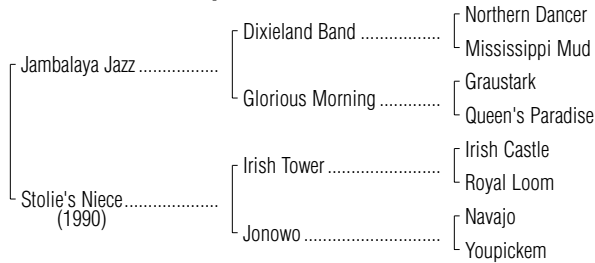 Northern Dancer
Dixieland Band ..................
Mississippi Mud
Jambalaya Jazz ..................
Graustark
Glorious Morning ..............
Queen's Paradise
Irish Castle
Irish Tower .........................
Royal Loom
Stolie's Niece.....................
(1990)
Navajo
Jonowo ..............................
Youpickem